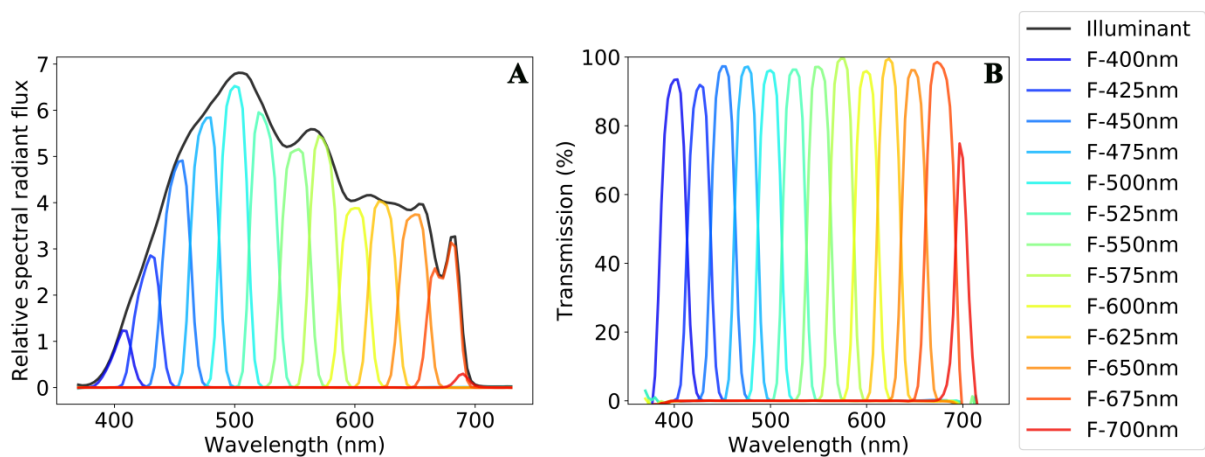 A
7
6
5
4
3
2
1
0
Relative spectral radiant flux
400 500 600 700
Wavelength (nm)
B
100
80
60
40
20
0
Transmission (%)
400 500 600 700
Wavelength (nm)
Illuminant
F-400nm
F-425nm
F-450nm
F-475nm
F-500nm
F-525nm
F-550nm
F-575nm
F-600nm
F-625nm
F-650nm
F-675nm
F-700nm